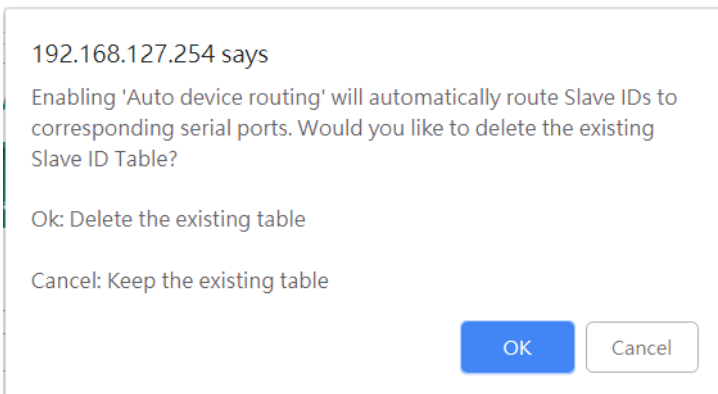 192.168.127.254 says
Enabling 'Auto device routing' will automatically route Slave IDs to
corresponding serial ports. Would you like to delete the existing
Slave ID Table?
Ok: Delete the existing table
Cancel: Keep the existing table
OK
Cancel